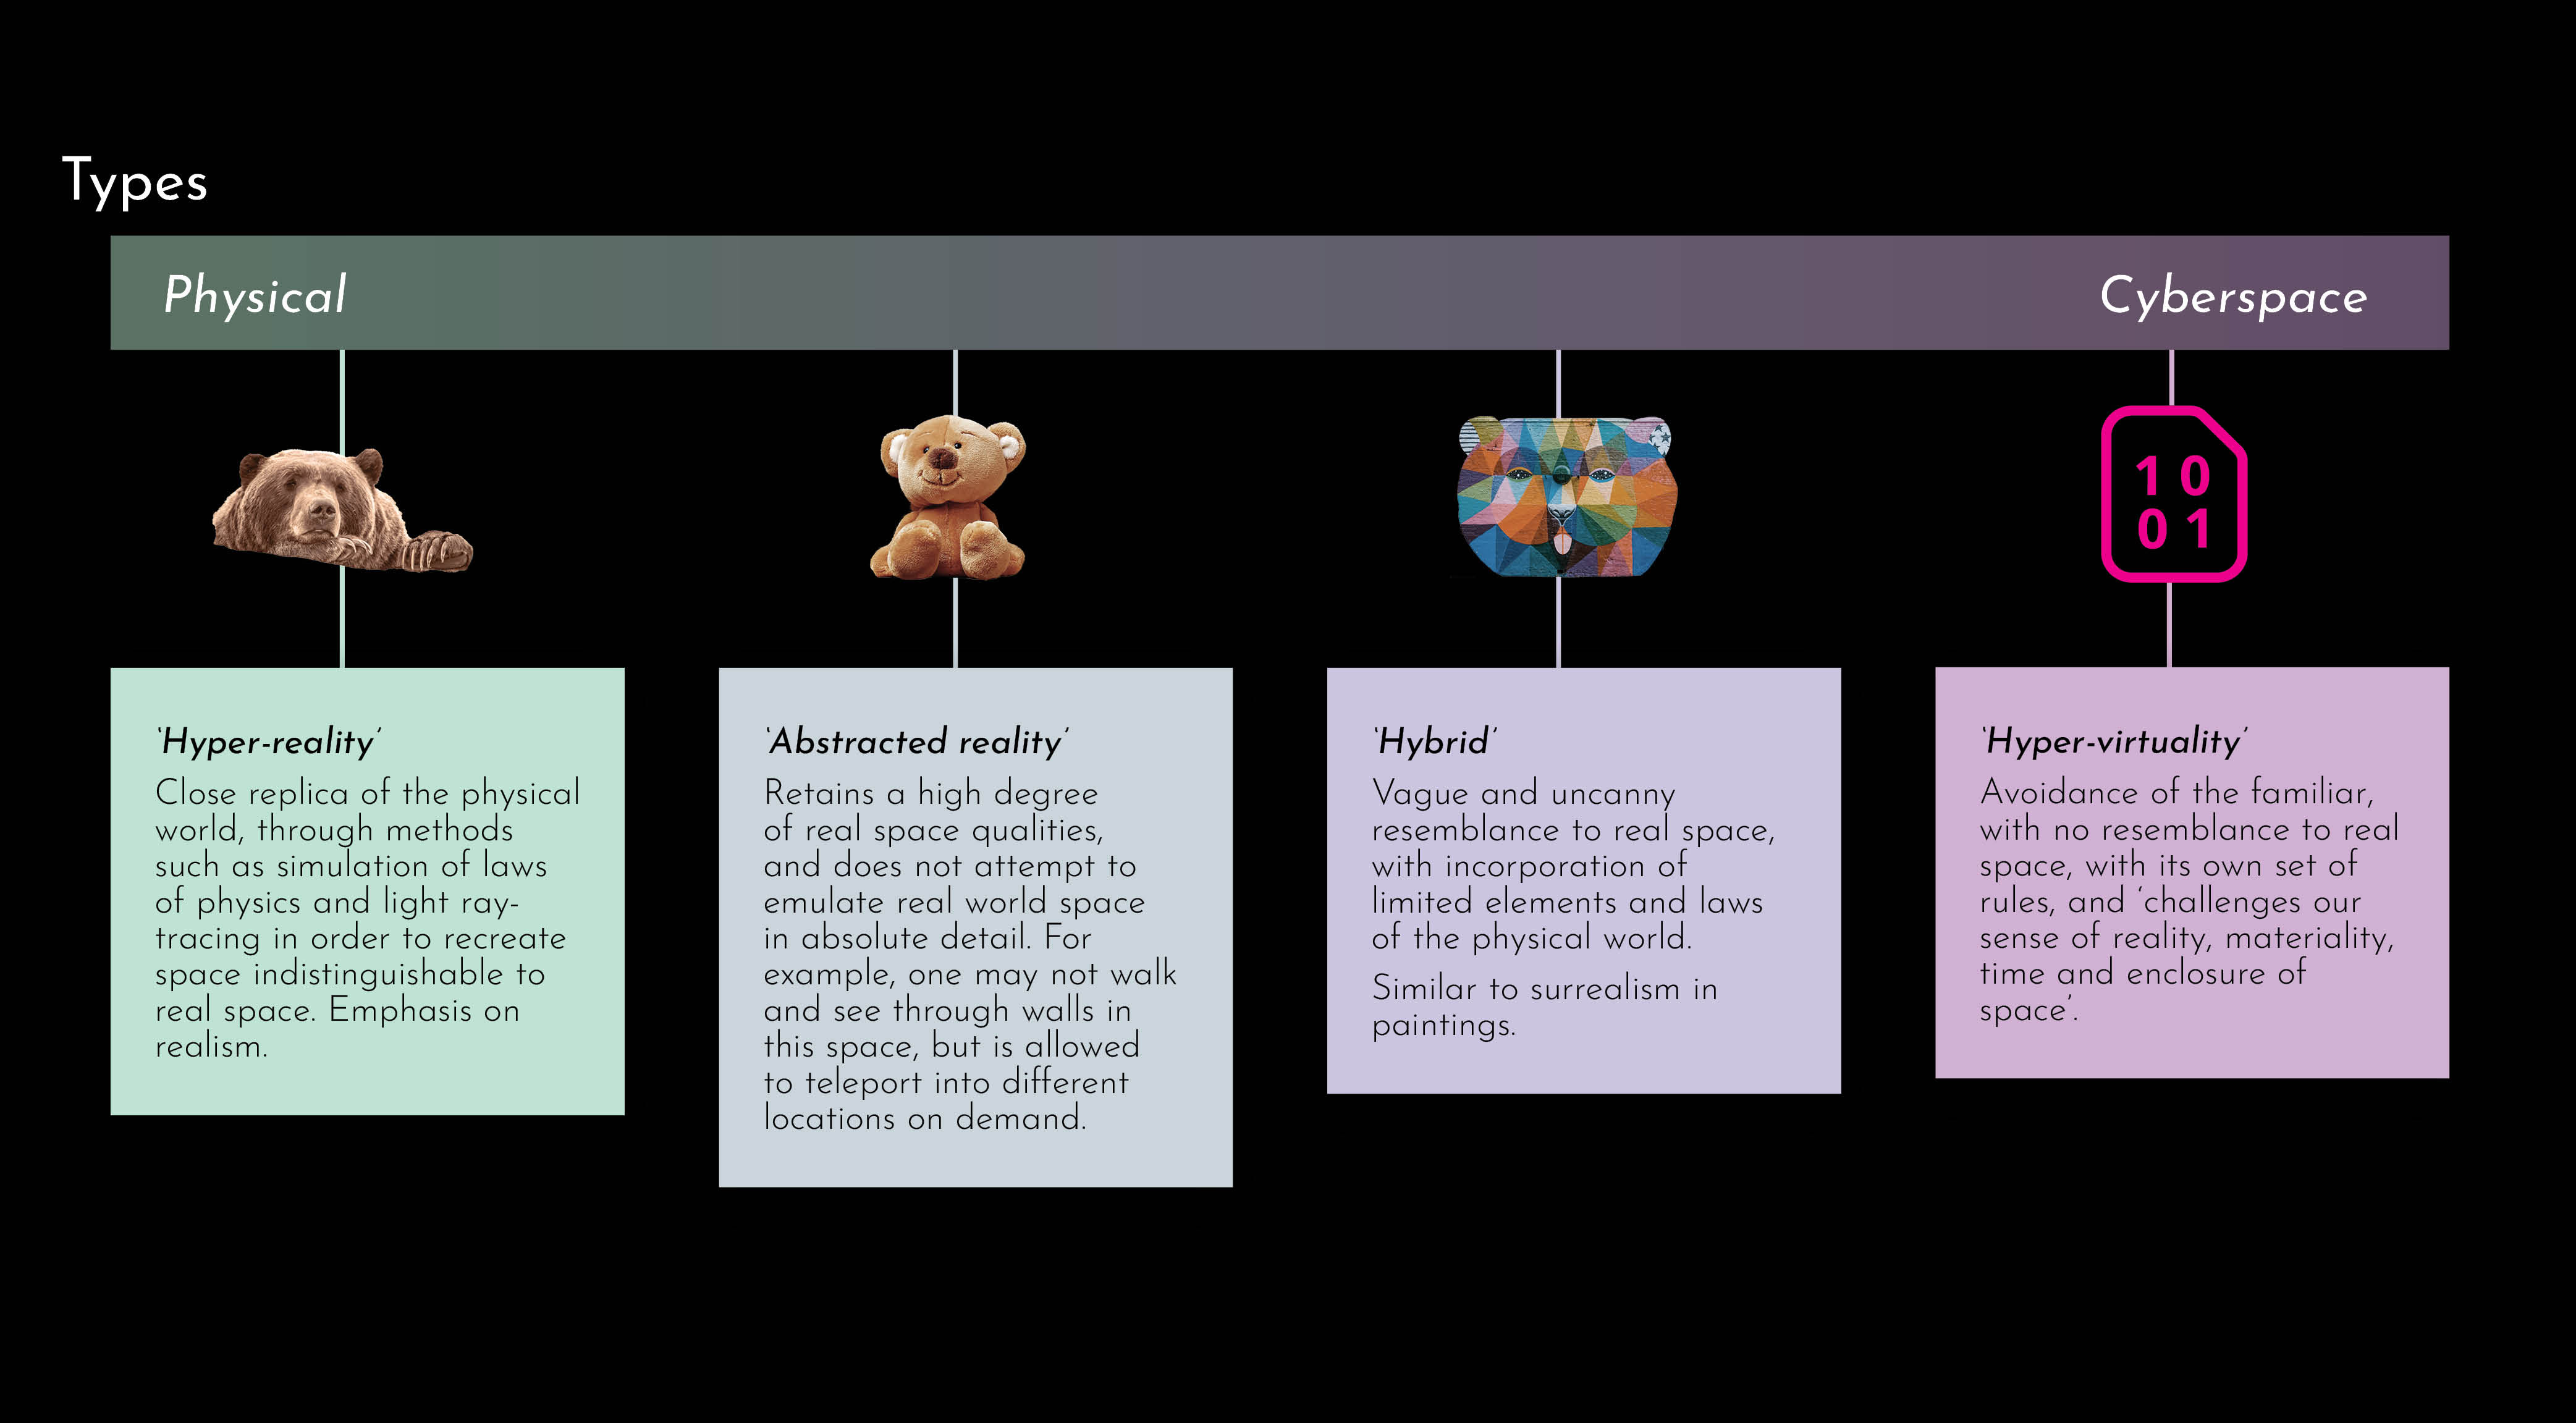 Types
Physical
Cyberspace
1 0
0 1
‘Hyper-reality’
Close replica of the physical
world, through methods
such as simulation of laws
of physics and light ray-
tracing in order to recreate
space indistinguishable to
real space. Emphasis on
realism.
‘Abstracted reality’
Retains a high degree
of real space qualities,
and does not attempt to
emulate real world space
in absolute detail. For
example, one may not walk
and see through walls in
this space, but is allowed
to teleport into different
locations on demand.
‘Hybrid’
Vague and uncanny
resemblance to real space,
with incorporation of
limited elements and laws
of the physical world.
Similar to surrealism in
paintings.
‘Hyper-virtuality’
Avoidance of the familiar,
with no resemblance to real
space, with its own set of
rules, and ‘challenges our
sense of reality, materiality,
time and enclosure of
space’.